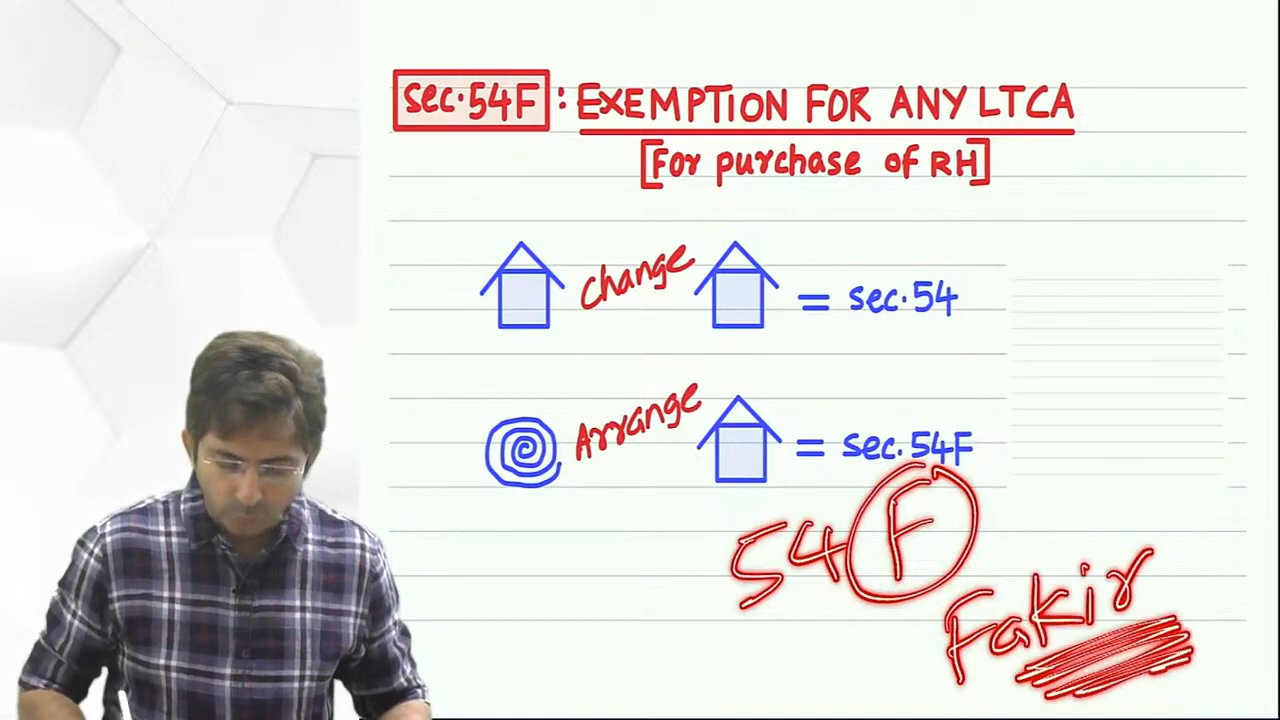 sec.54F : EXEMPTION FOR ANY LTCA
[For purchase of RH]
Change = sec.54
Arrange = sec.54F
54 F
Fakir